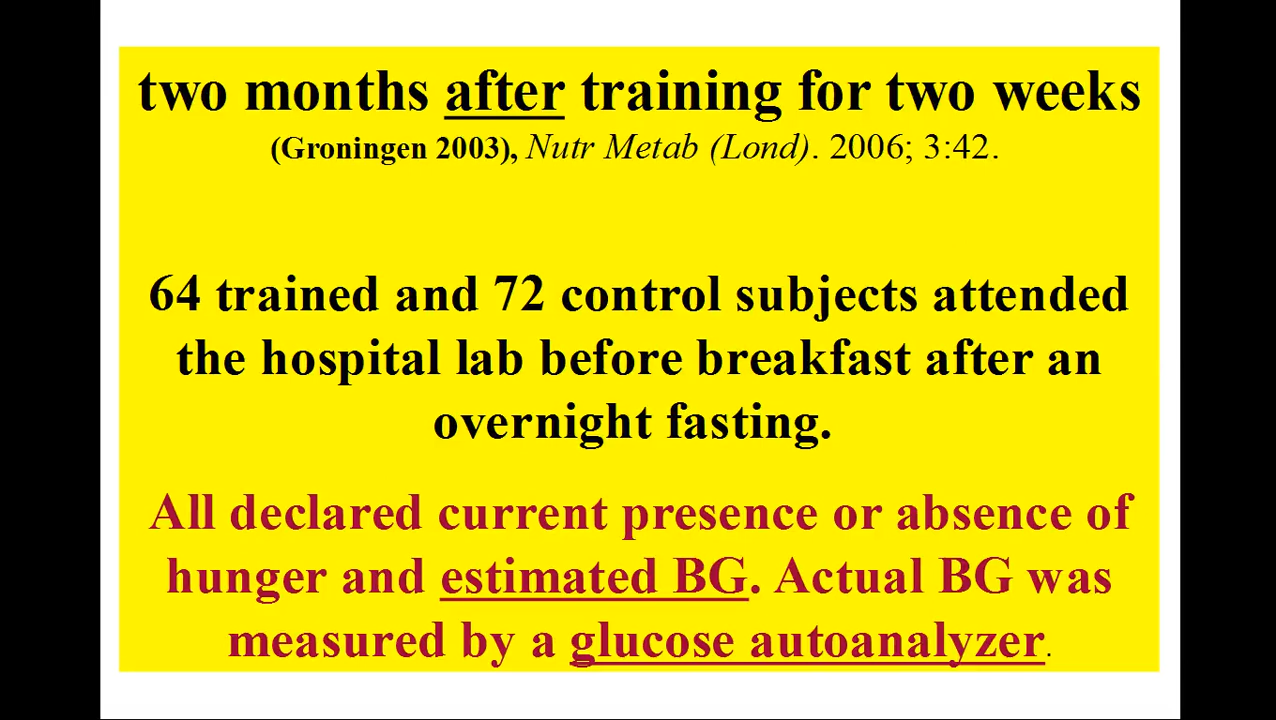 two months after training for two weeks
(Groningen 2003), Nutr Metab (Lond). 2006; 3:42.
64 trained and 72 control subjects attended
the hospital lab before breakfast after an
overnight fasting.
All declared current presence or absence of
hunger and estimated BG. Actual BG was
measured by a glucose autoanalyzer.